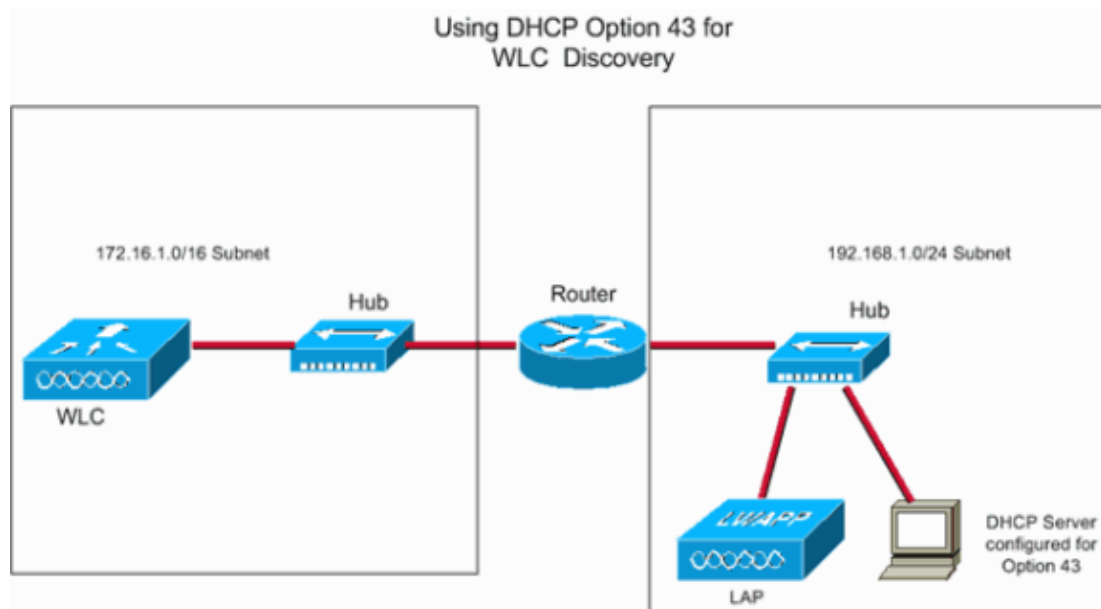 Using DHCP Option 43 for
WLC Discovery
172.16.1.0/16 Subnet
192.168.1.0/24 Subnet
Hub
Router
Hub
WLC
LWAPP
LAP
DHCP Server
configured for
Option 43